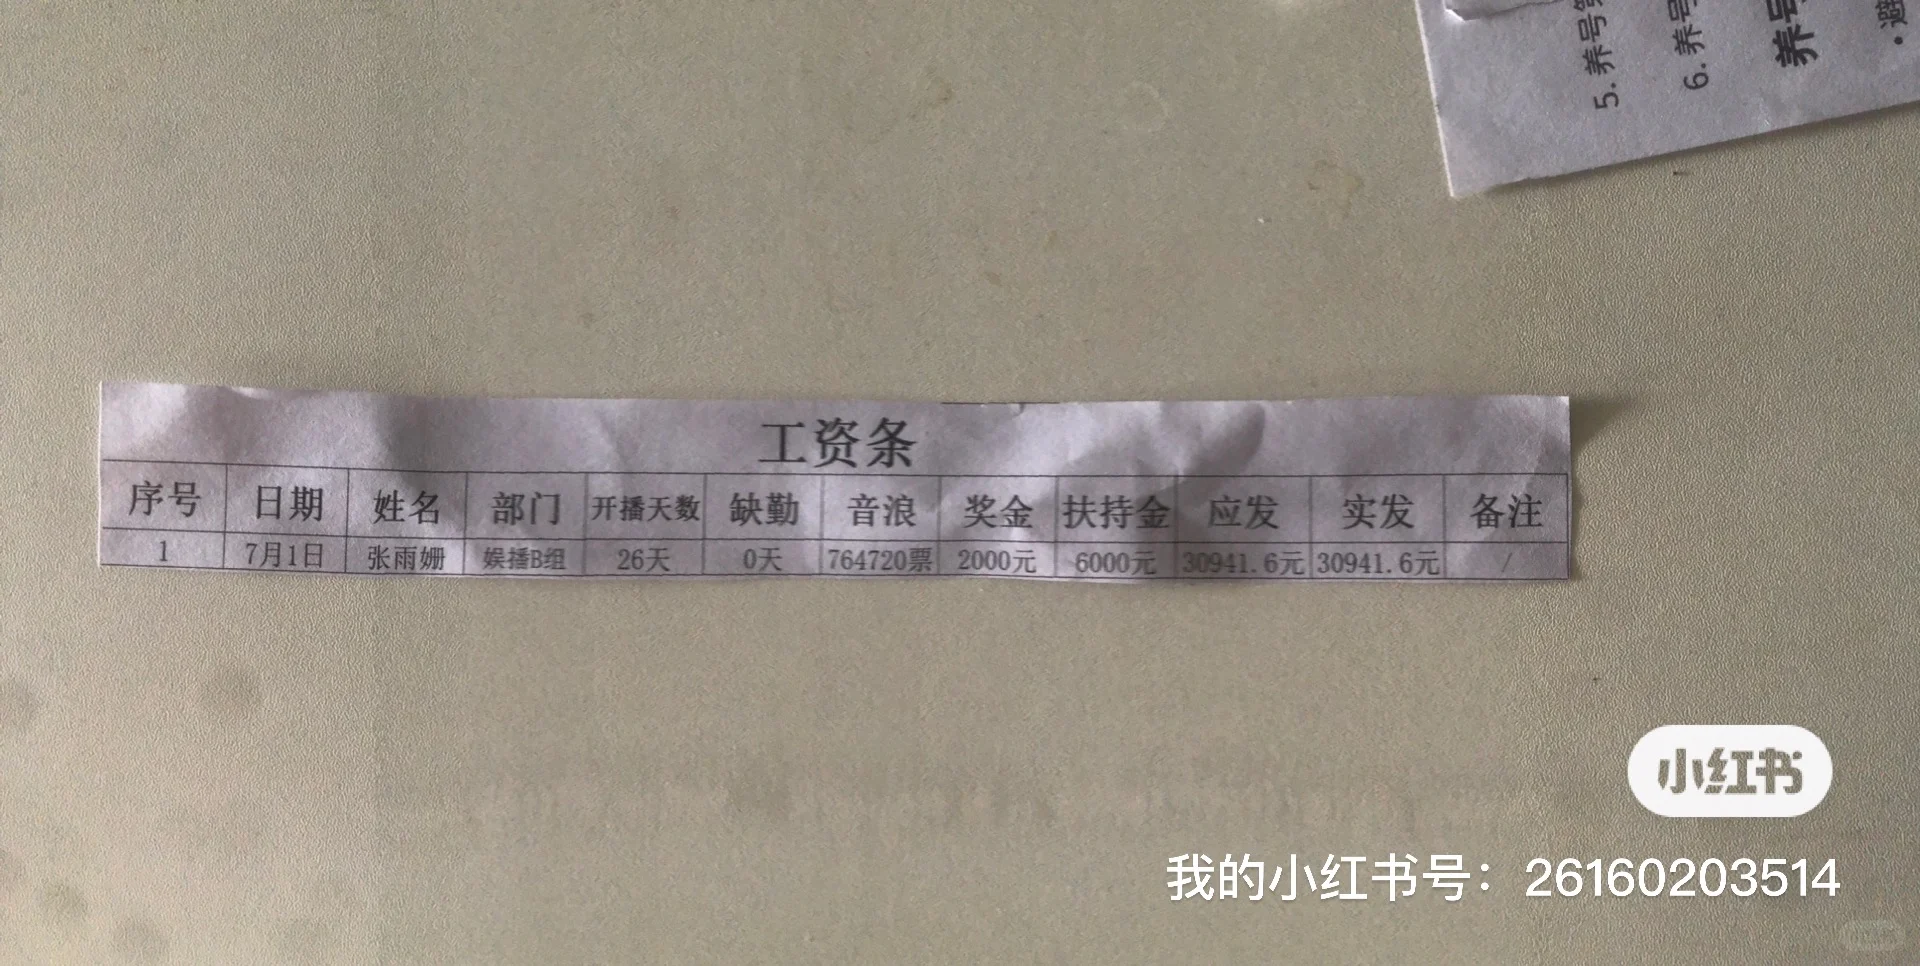 5. 养号
6. 养号
养号
·避
工资条
序号 日期 姓名 部门 开播天数 缺勤 音浪 奖金 扶持金 应发 实发 备注
1 7月1日 张雨姗 娱播B组 26天 0天 764720票 2000元 6000元 30941.6元 30941.6元 /
小红书
我的小红书号：26160203514